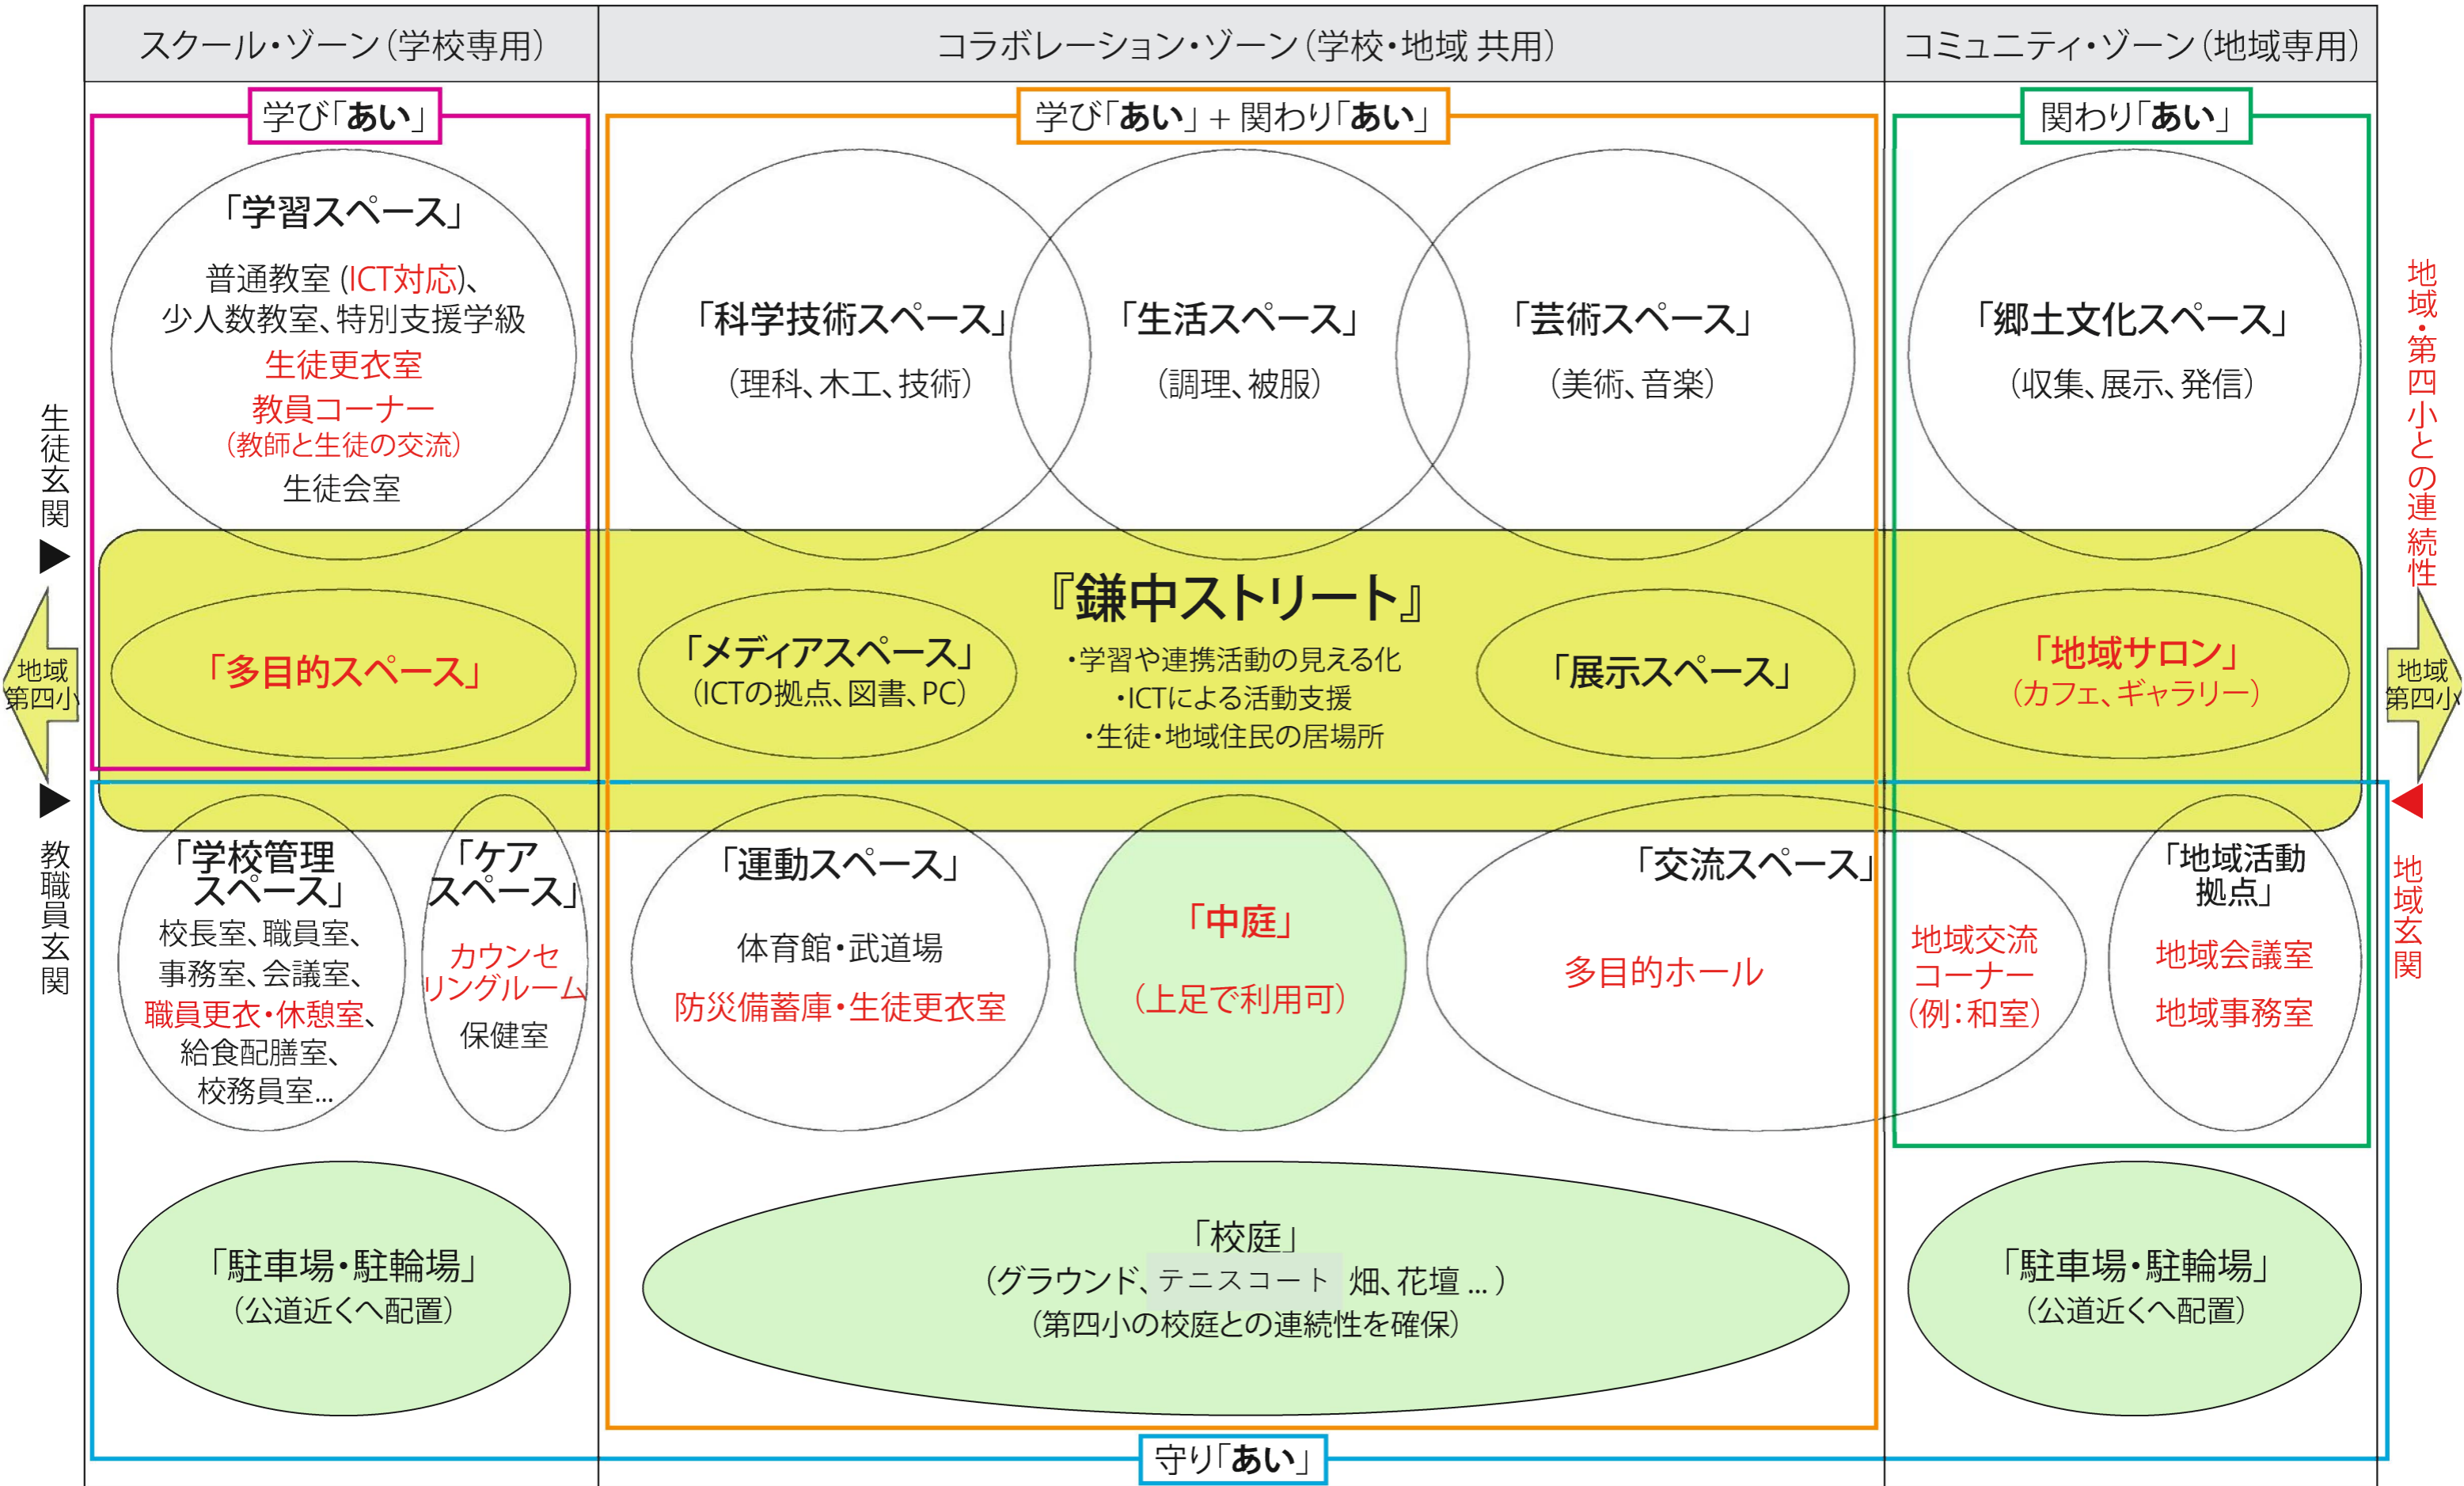 スクール・ゾーン（学校専用）
コラボレーション・ゾーン（学校・地域 共用）
コミュニティ・ゾーン（地域専用）
学び「あい」
学び「あい」+ 関わり「あい」
関わり「あい」
「学習スペース」
普通教室 (ICT対応)、
少人数教室、特別支援学級
生徒更衣室
教員コーナー
（教師と生徒の交流）
生徒会室
「科学技術スペース」
（理科、木工、技術）
「生活スペース」
（調理、被服）
「芸術スペース」
（美術、音楽）
「郷土文化スペース」
（収集、展示、発信）
生徒玄関
地域・第四小との連続性
地域
第四小
「多目的スペース」
「メディアスペース」
（ICTの拠点、図書、PC）
『鎌中ストリート』
・学習や連携活動の見える化
・ICTによる活動支援
・生徒・地域住民の居場所
「展示スペース」
「地域サロン」
（カフェ、ギャラリー）
地域
第四小
教職員玄関
「学校管理
スペース」
校長室、職員室、
事務室、会議室、
職員更衣・休憩室、
給食配膳室、
校務員室...
「ケア
スペース」
カウンセ
リングルーム
保健室
「運動スペース」
体育館・武道場
防災備蓄庫・生徒更衣室
「中庭」
（上足で利用可）
「交流スペース」
多目的ホール
地域交流
コーナー
（例：和室）
「地域活動
拠点」
地域会議室
地域事務室
地域玄関
「駐車場・駐輪場」
（公道近くへ配置）
「校庭」
（グラウンド、テニスコート 畑、花壇 ... ）
（第四小の校庭との連続性を確保）
「駐車場・駐輪場」
（公道近くへ配置）
守り「あい」